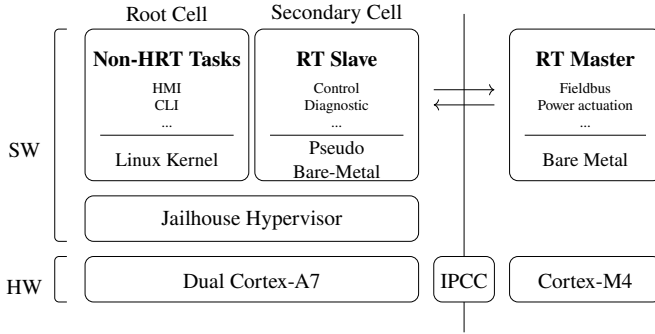 Root Cell
Secondary Cell
Non-HRT Tasks
HMI
CLI
...
Linux Kernel
RT Slave
Control
Diagnostic
...
Pseudo
Bare-Metal
RT Master
Fieldbus
Power actuation
...
Bare Metal
SW
Jailhouse Hypervisor
HW
Dual Cortex-A7
IPCC
Cortex-M4